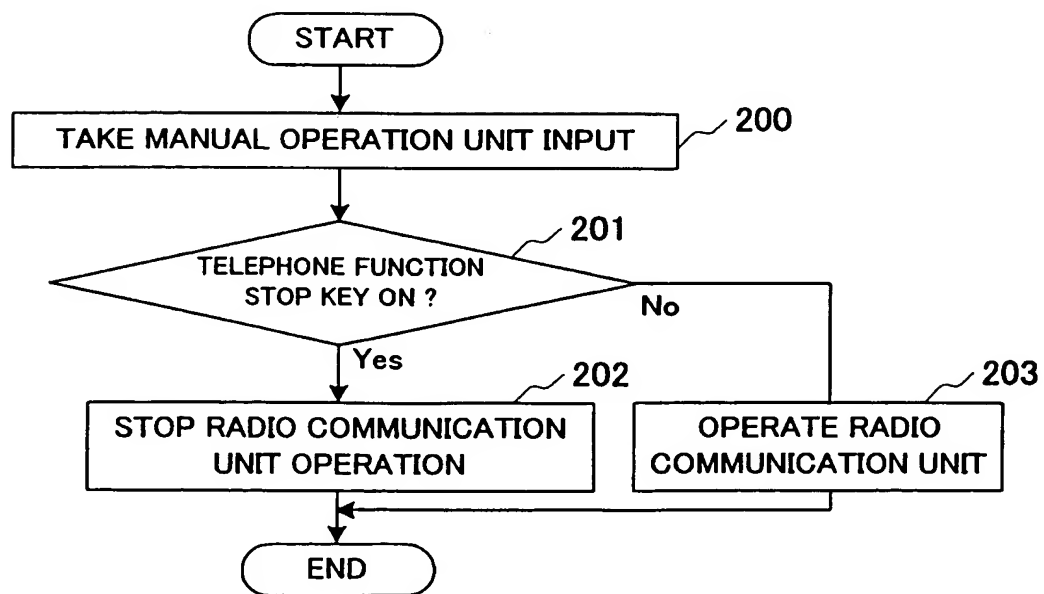 START
TAKE MANUAL OPERATION UNIT INPUT
200
201
TELEPHONE FUNCTION
STOP KEY ON ?
No
Yes
202
203
STOP RADIO COMMUNICATION
UNIT OPERATION
OPERATE RADIO
COMMUNICATION UNIT
END